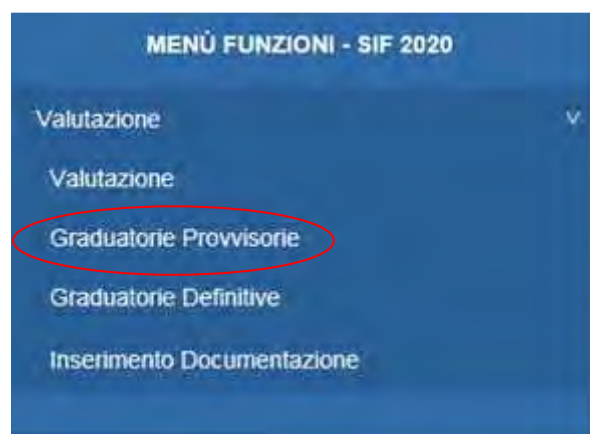 MENÙ FUNZIONI - SIF 2020
Valutazione
Valutazione
Graduatorie Provvisorie
Graduatorie Definitive
Inserimento Documentazione